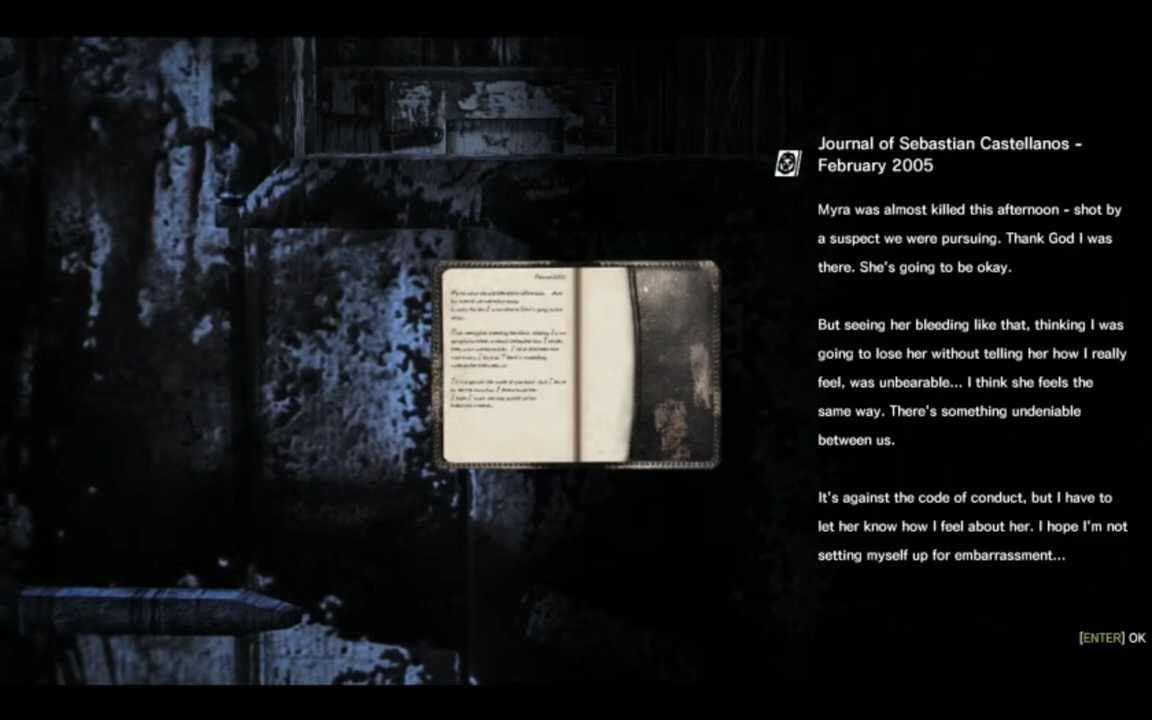 Journal of Sebastian Castellanos -
February 2005
Myra was almost killed this afternoon - shot by
a suspect we were pursuing. Thank God I was
there. She's going to be okay.
But seeing her bleeding like that, thinking I was
going to lose her without telling her how I really
feel, was unbearable... I think she feels the
same way. There's something undeniable
between us.
It's against the code of conduct, but I have to
let her know how I feel about her. I hope I'm not
setting myself up for embarrassment...
[ENTER] OK